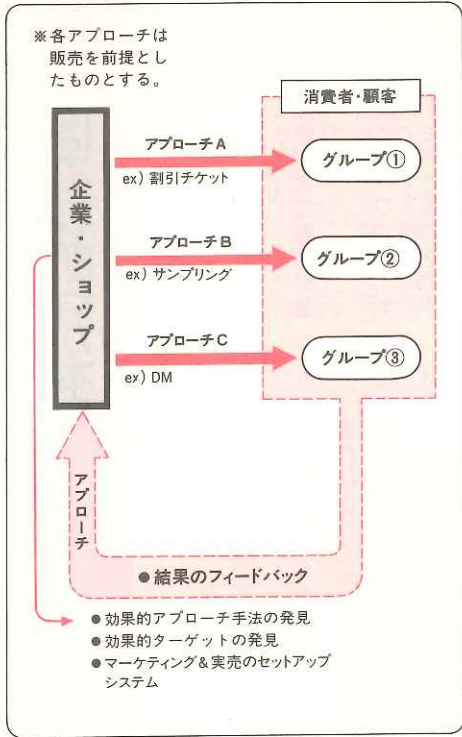 ※各アプローチは
販売を前提とし
たものとする。
消費者・顧客
企業・ショップ
アプローチA
ex) 割引チケット
グループ①
アプローチB
ex) サンプリング
グループ②
アプローチC
ex) DM
グループ③
アプローチ
●結果のフィードバック
●効果的アプローチ手法の発見
●効果的ターゲットの発見
●マーケティング&実売のセットアップ
システム